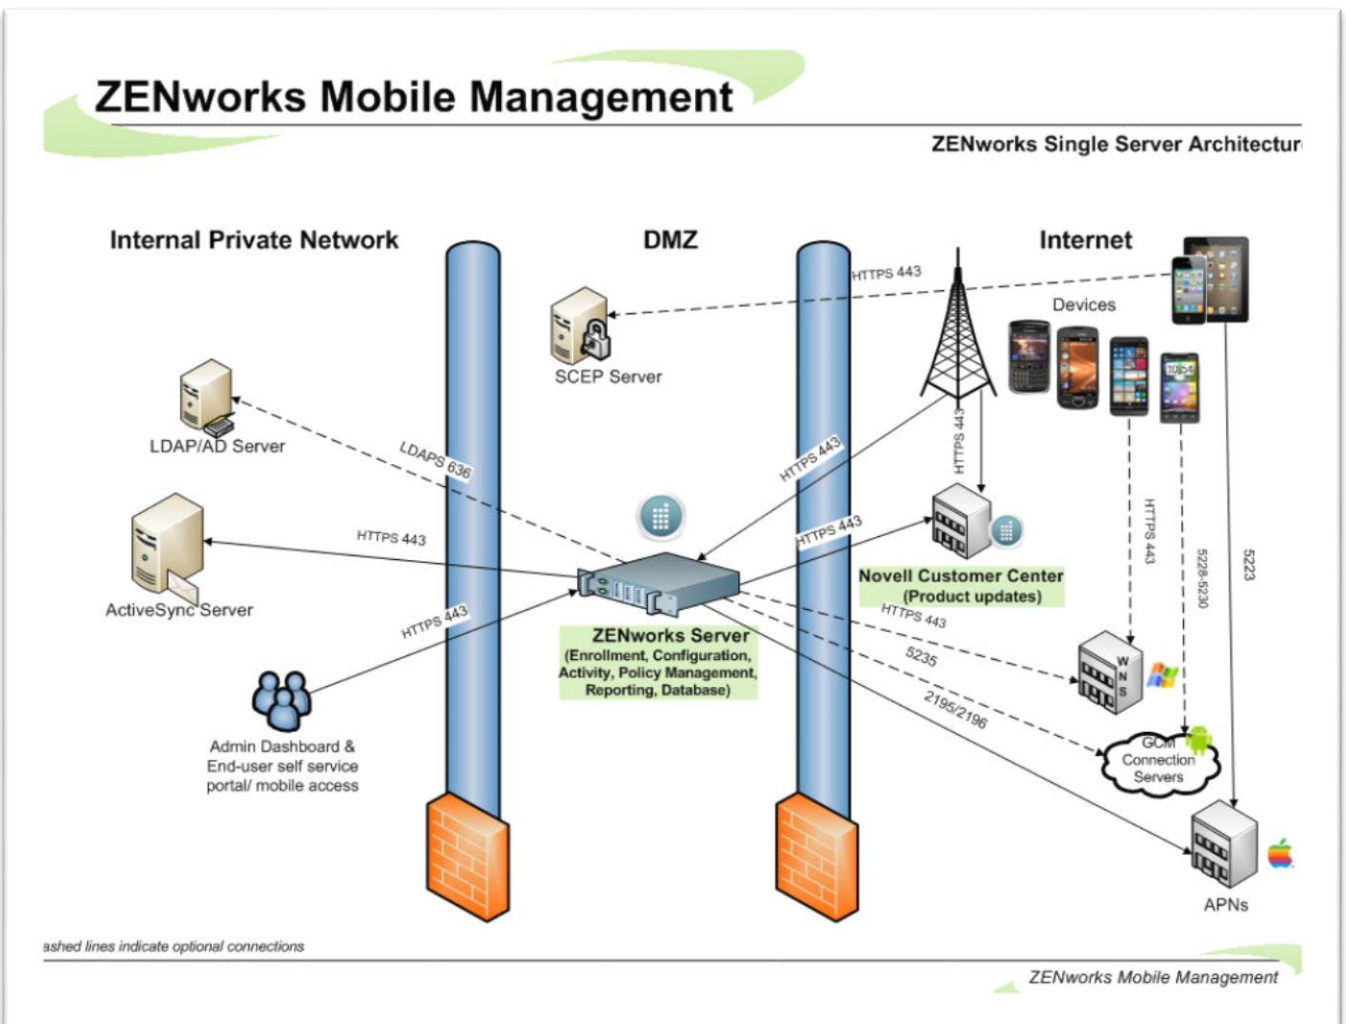 ZENworks Mobile Management
ZENworks Single Server Architectur
Internal Private Network
DMZ
Internet
HTTPS 443
Devices
SCEP Server
LDAP/AD Server
LDAPS 636
HTTPS 443
HTTPS 443
HTTPS 443
HTTPS 443
ActiveSync Server
HTTPS 443
HTTPS 443
5228-5230
5223
Novell Customer Center
(Product updates)
HTTPS 443
5235
2195/2196
ZENworks Server
(Enrollment, Configuration,
Activity, Policy Management,
Reporting, Database)
WNS
Admin Dashboard &
End-user self service
portal/ mobile access
GCM
Connection
Servers
APNs
ashed lines indicate optional connections
ZENworks Mobile Management